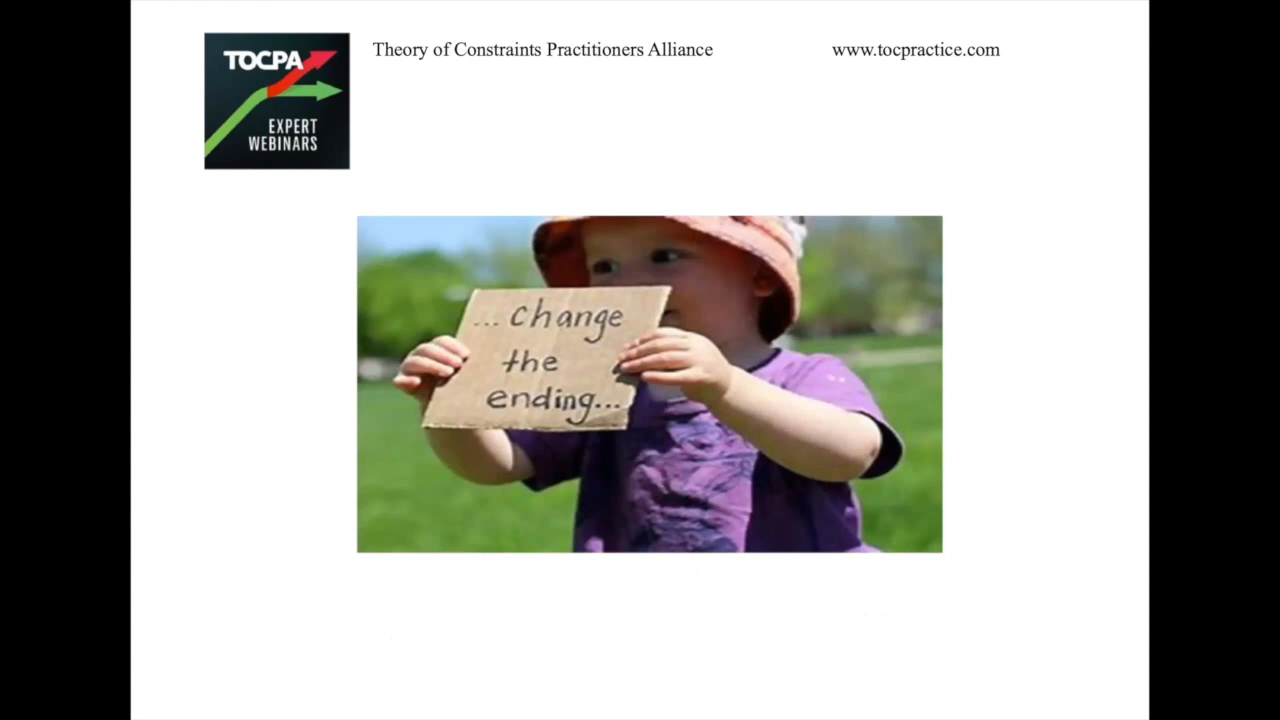 TOCPA
EXPERT
WEBINARS
Theory of Constraints Practitioners Alliance
www.tocpractice.com
... change
the
ending...